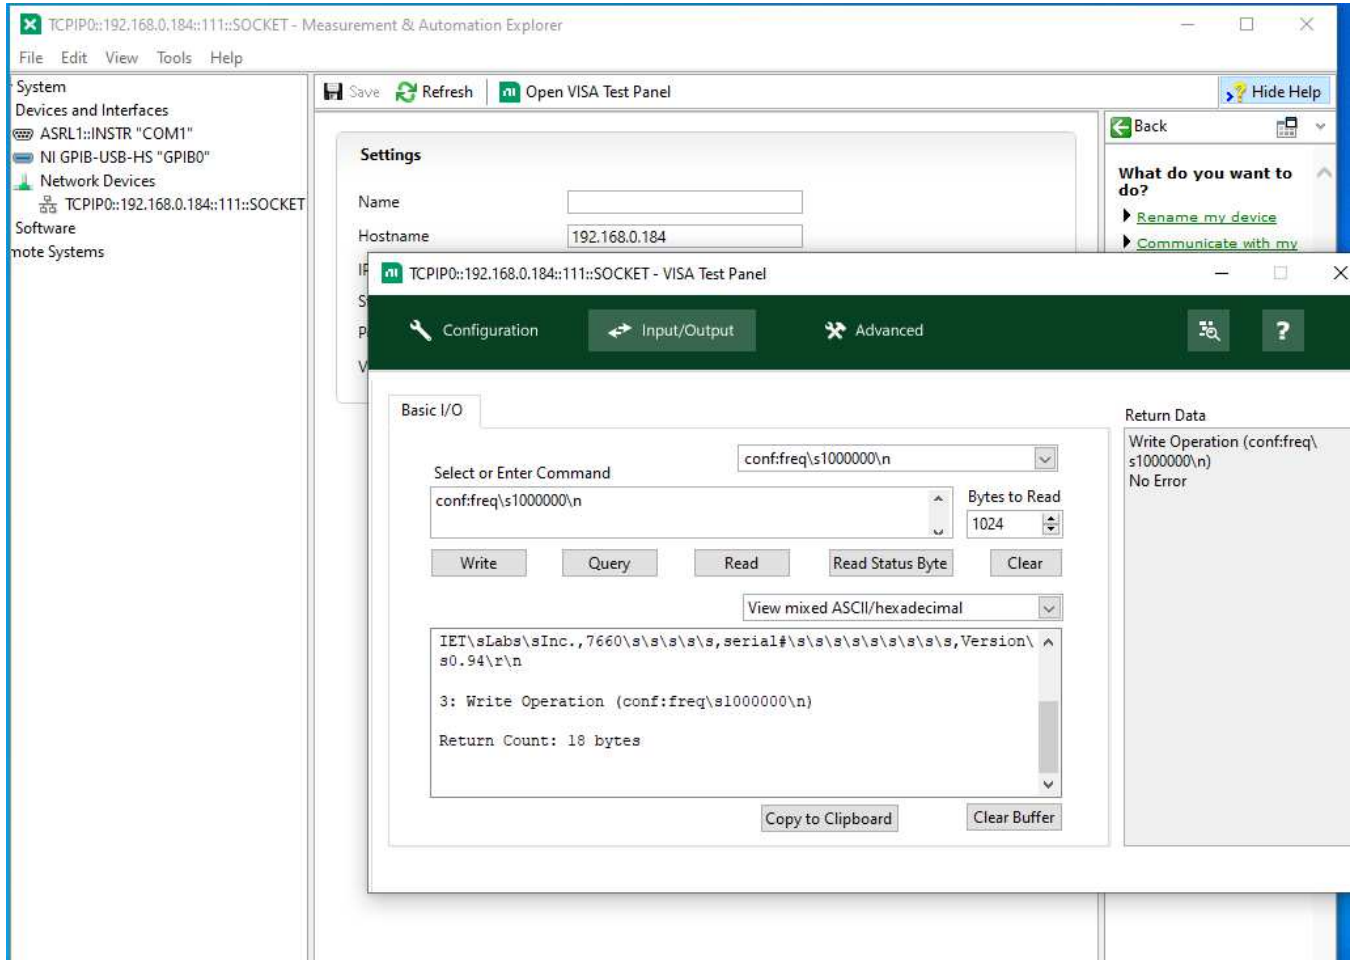 TCPIP0::192.168.0.184::111::SOCKET - Measurement & Automation Explorer
File Edit View Tools Help
System
Devices and Interfaces
ASRL1::INSTR "COM1"
NI GPIB-USB-HS "GPIB0"
Network Devices
TCPIP0::192.168.0.184::111::SOCKET
Software
mote Systems
Save Refresh Open VISA Test Panel Hide Help
Settings
Name
Hostname 192.168.0.184
Back
What do you want to
do?
Rename my device
Communicate with my
TCPIP0::192.168.0.184::111::SOCKET - VISA Test Panel
Configuration Input/Output Advanced ?
Basic I/O
conf:freq\s1000000\n
Select or Enter Command
conf:freq\s1000000\n
Bytes to Read
1024
Write Query Read Read Status Byte Clear
View mixed ASCII/hexadecimal
IET\sLabs\sInc.,7660\s\s\s\s\s,serial#\s\s\s\s\s\s\s\s\s,Version\
s0.94\r\n
3: Write Operation (conf:freq\s1000000\n)
Return Count: 18 bytes
Copy to Clipboard Clear Buffer
Return Data
Write Operation (conf:freq\
s1000000\n)
No Error